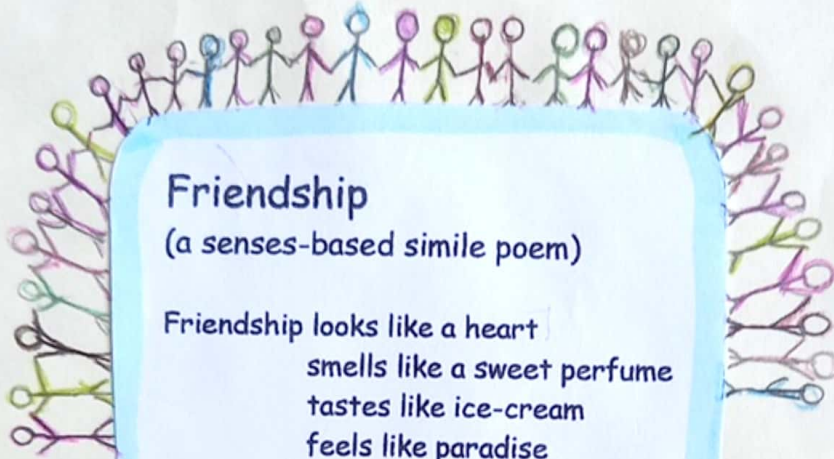 Friendship
(a senses-based simile poem)
Friendship looks like a heart
smells like a sweet perfume
tastes like ice-cream
feels like paradise